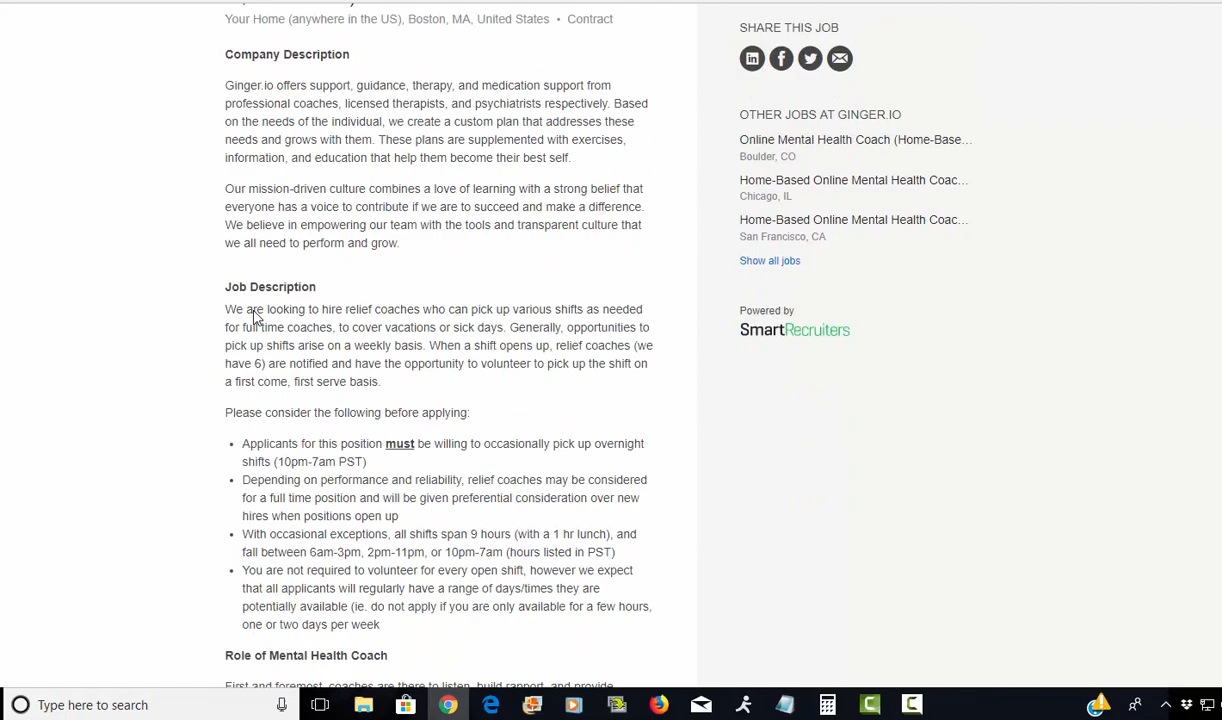 Your Home (anywhere in the US), Boston, MA, United States • Contract
Company Description
Ginger.io offers support, guidance, therapy, and medication support from
professional coaches, licensed therapists, and psychiatrists respectively. Based
on the needs of the individual, we create a custom plan that addresses these
needs and grows with them. These plans are supplemented with exercises,
information, and education that help them become their best self.
Our mission-driven culture combines a love of learning with a strong belief that
everyone has a voice to contribute if we are to succeed and make a difference.
We believe in empowering our team with the tools and transparent culture that
we all need to perform and grow.
Job Description
We are looking to hire relief coaches who can pick up various shifts as needed
for full time coaches, to cover vacations or sick days. Generally, opportunities to
pick up shifts arise on a weekly basis. When a shift opens up, relief coaches (we
have 6) are notified and have the opportunity to volunteer to pick up the shift on
a first come, first serve basis.
Please consider the following before applying:
• Applicants for this position must be willing to occasionally pick up overnight
shifts (10pm-7am PST)
• Depending on performance and reliability, relief coaches may be considered
for a full time position and will be given preferential consideration over new
hires when positions open up
• With occasional exceptions, all shifts span 9 hours (with a 1 hr lunch), and
fall between 6am-3pm, 2pm-11pm, or 10pm-7am (hours listed in PST)
• You are not required to volunteer for every open shift, however we expect
that all applicants will regularly have a range of days/times they are
potentially available (ie. do not apply if you are only available for a few hours,
one or two days per week
Role of Mental Health Coach
First and foremost, coaches are there to listen, build rapport, and provide
SHARE THIS JOB
OTHER JOBS AT GINGER.IO
Online Mental Health Coach (Home-Base...
Boulder, CO
Home-Based Online Mental Health Coac...
Chicago, IL
Home-Based Online Mental Health Coac...
San Francisco, CA
Show all jobs
Powered by
SmartRecruiters
Type here to search